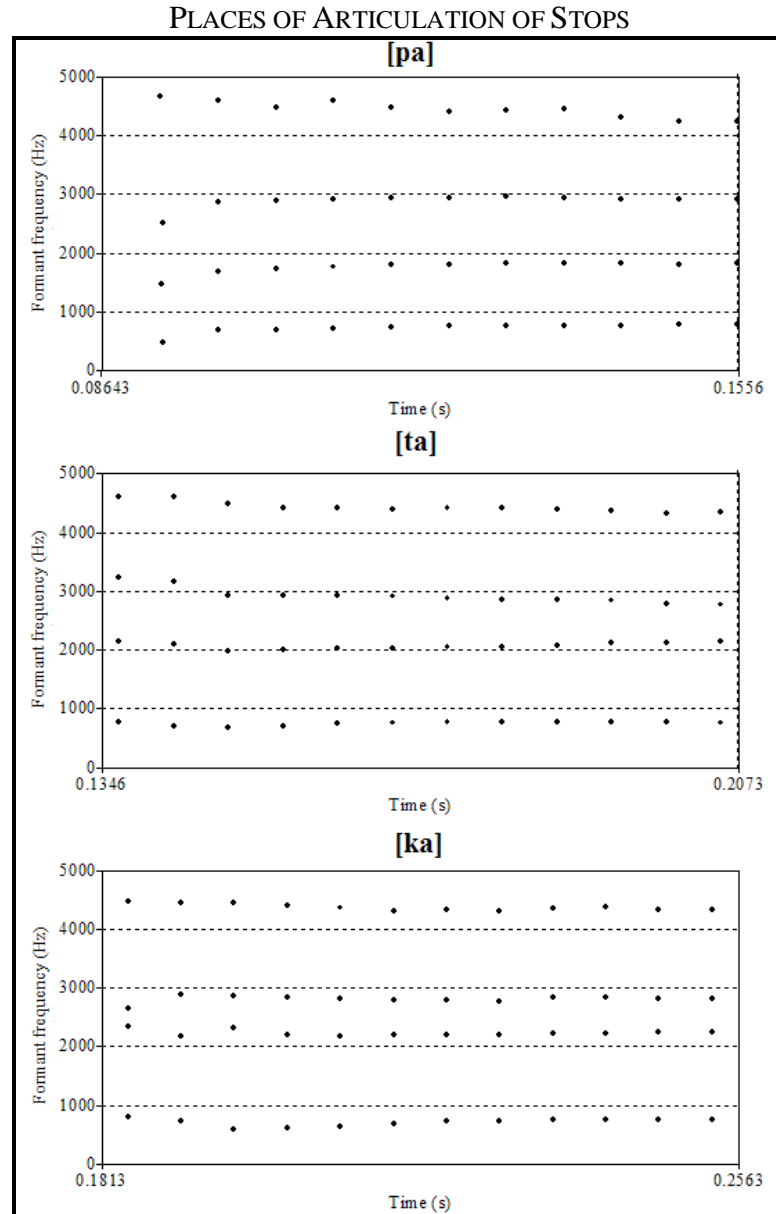 PLACES OF ARTICULATION OF STOPS
[pa]
5000
4000
3000
2000
1000
0
Formant frequency (Hz)
0.08643
0.1556
Time (s)
[ta]
5000
4000
3000
2000
1000
0
Formant frequency (Hz)
0.1346
0.2073
Time (s)
[ka]
5000
4000
3000
2000
1000
0
Formant frequency (Hz)
0.1813
0.2563
Time (s)